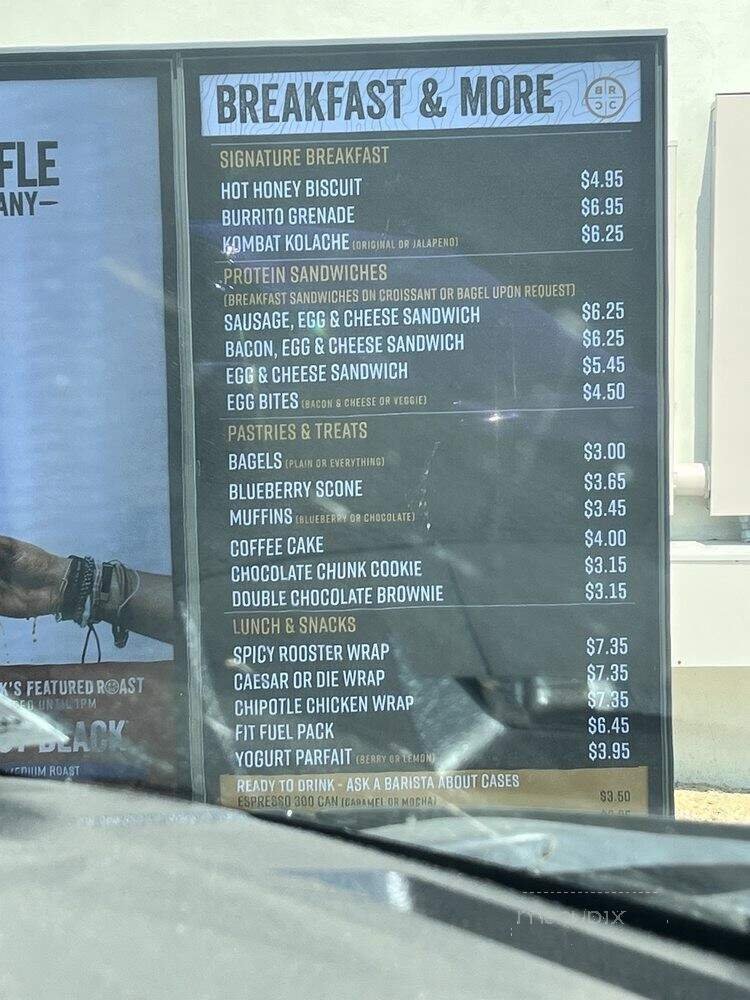 FLE
ANY—
BREAKFAST & MORE
BR
CC
SIGNATURE BREAKFAST
HOT HONEY BISCUIT $4.95
BURRITO GRENADE $6.95
KOMBAT KOLACHE (ORIGINAL OR JALAPENO) $6.25
PROTEIN SANDWICHES
(BREAKFAST SANDWICHES ON CROISSANT OR BAGEL UPON REQUEST)
SAUSAGE, EGG & CHEESE SANDWICH $6.25
BACON, EGG & CHEESE SANDWICH $6.25
EGG & CHEESE SANDWICH $5.45
EGG BITES (BACON & CHEESE OR VEGGIE) $4.50
PASTRIES & TREATS
BAGELS (PLAIN OR EVERYTHING) $3.00
BLUEBERRY SCONE $3.65
MUFFINS (BLUEBERRY OR CHOCOLATE) $3.45
COFFEE CAKE $4.00
CHOCOLATE CHUNK COOKIE $3.15
DOUBLE CHOCOLATE BROWNIE $3.15
LUNCH & SNACKS
SPICY ROOSTER WRAP $7.35
CAESAR OR DIE WRAP $7.35
CHIPOTLE CHICKEN WRAP $7.35
FIT FUEL PACK $6.45
YOGURT PARFAIT (BERRY OR LEMON) $3.95
READY TO DRINK - ASK A BARISTA ABOUT CASES
ESPRESSO 300 CAN (CARAMEL OR MOCHA) $3.50
K'S FEATURED ROAST
UNTIL 1PM
BLACK
MEDIUM ROAST
menupix